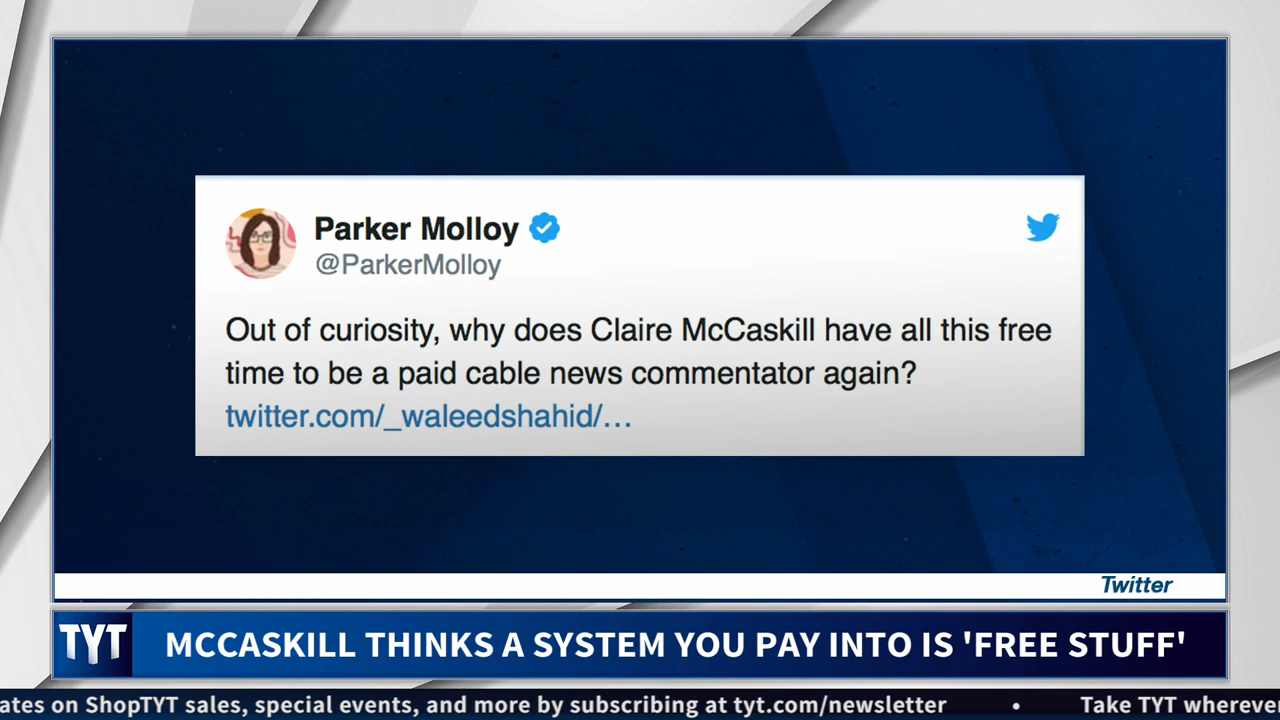 Parker Molloy
@ParkerMolloy
Out of curiosity, why does Claire McCaskill have all this free
time to be a paid cable news commentator again?
twitter.com/_waleedshahid/...
Twitter
TYT MCCASKILL THINKS A SYSTEM YOU PAY INTO IS 'FREE STUFF'
ates on ShopTYT sales, special events, and more by subscribing at tyt.com/newsletter • Take TYT wherever